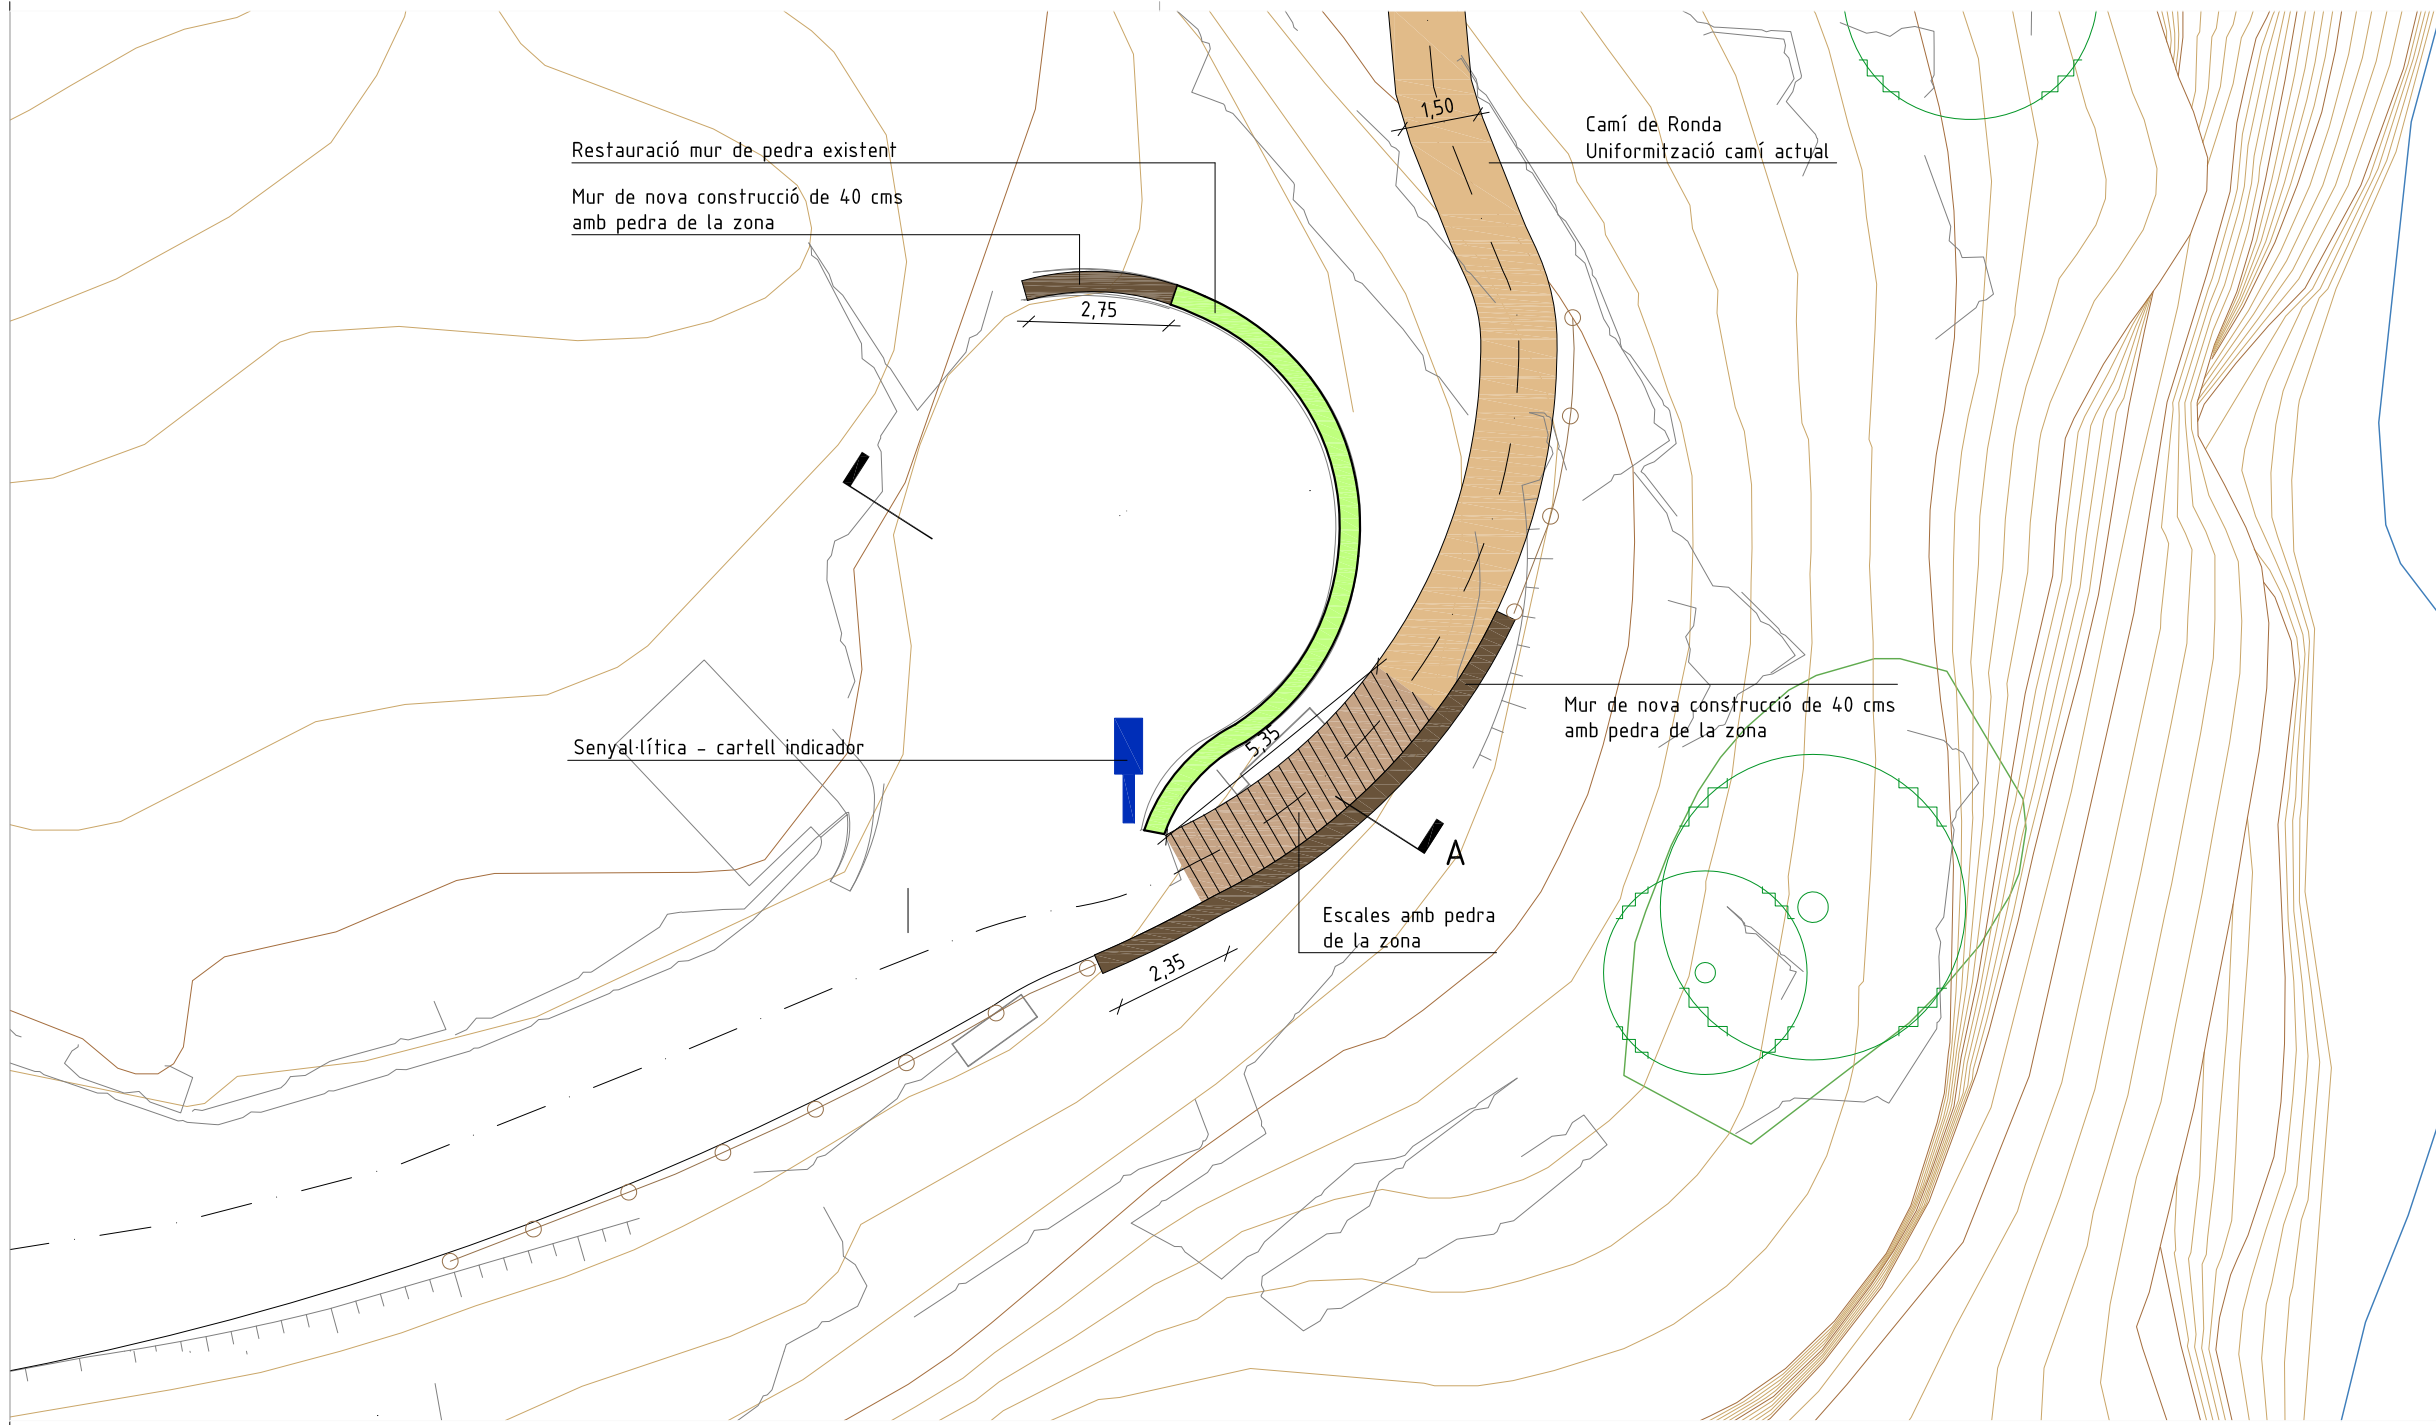 1,50
Camí de Ronda
Uniformització camí actual
Restauració mur de pedra existent
Mur de nova construcció de 40 cms
amb pedra de la zona
2,75
Mur de nova construcció de 40 cms
amb pedra de la zona
Senyal·lítica - cartell indicador
5,35
A
Escales amb pedra
de la zona
2,35